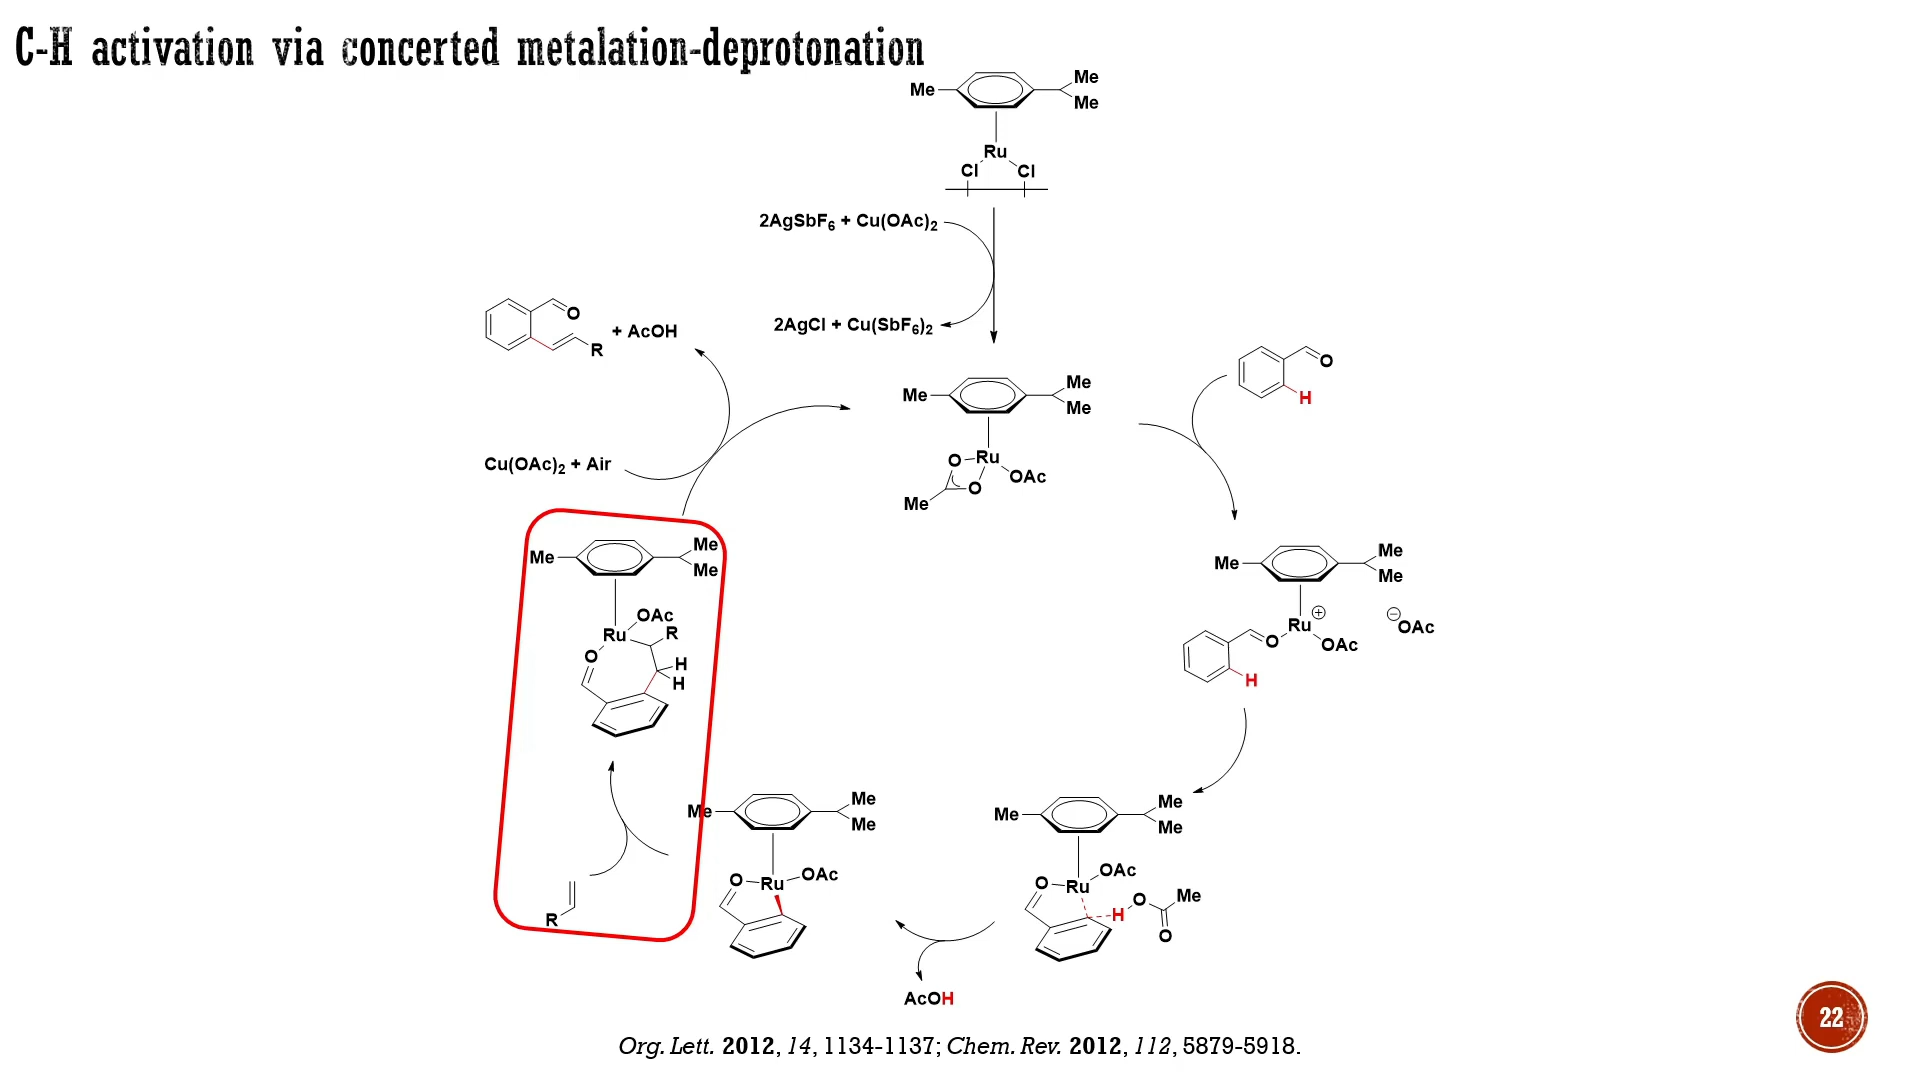 C-H activation via concerted metalation-deprotonation
Me
Me
Me
Ru
Cl
Cl
2AgSbF6 + Cu(OAc)2
2AgCl + Cu(SbF6)2
O
R
+ AcOH
Cu(OAc)2 + Air
Me
Me
Me
O
Ru
OAc
O
Me
O
H
Me
Me
Me
Ru
+
O
OAc
H
−
OAc
Me
Me
Me
OAc
Ru
R
O
H
H
R
Me
Me
Me
O
Ru
OAc
Me
Me
Me
OAc
O
Ru
H
O
Me
O
AcOH
22
Org. Lett. 2012, 14, 1134-1137; Chem. Rev. 2012, 112, 5879-5918.